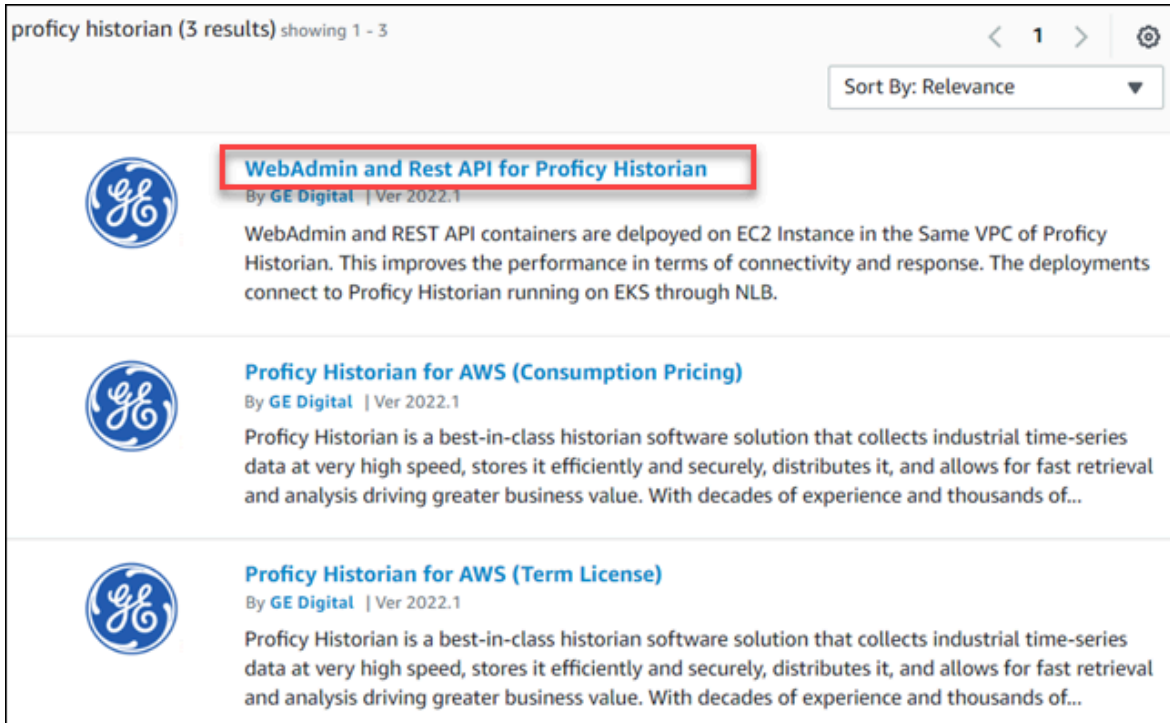 proficy historian (3 results) showing 1 - 3
< 1 >
Sort By: Relevance
GE
WebAdmin and Rest API for Proficy Historian
By GE Digital | Ver 2022.1
WebAdmin and REST API containers are delpoyed on EC2 Instance in the Same VPC of Proficy
Historian. This improves the performance in terms of connectivity and response. The deployments
connect to Proficy Historian running on EKS through NLB.
GE
Proficy Historian for AWS (Consumption Pricing)
By GE Digital | Ver 2022.1
Proficy Historian is a best-in-class historian software solution that collects industrial time-series
data at very high speed, stores it efficiently and securely, distributes it, and allows for fast retrieval
and analysis driving greater business value. With decades of experience and thousands of...
GE
Proficy Historian for AWS (Term License)
By GE Digital | Ver 2022.1
Proficy Historian is a best-in-class historian software solution that collects industrial time-series
data at very high speed, stores it efficiently and securely, distributes it, and allows for fast retrieval
and analysis driving greater business value. With decades of experience and thousands of...